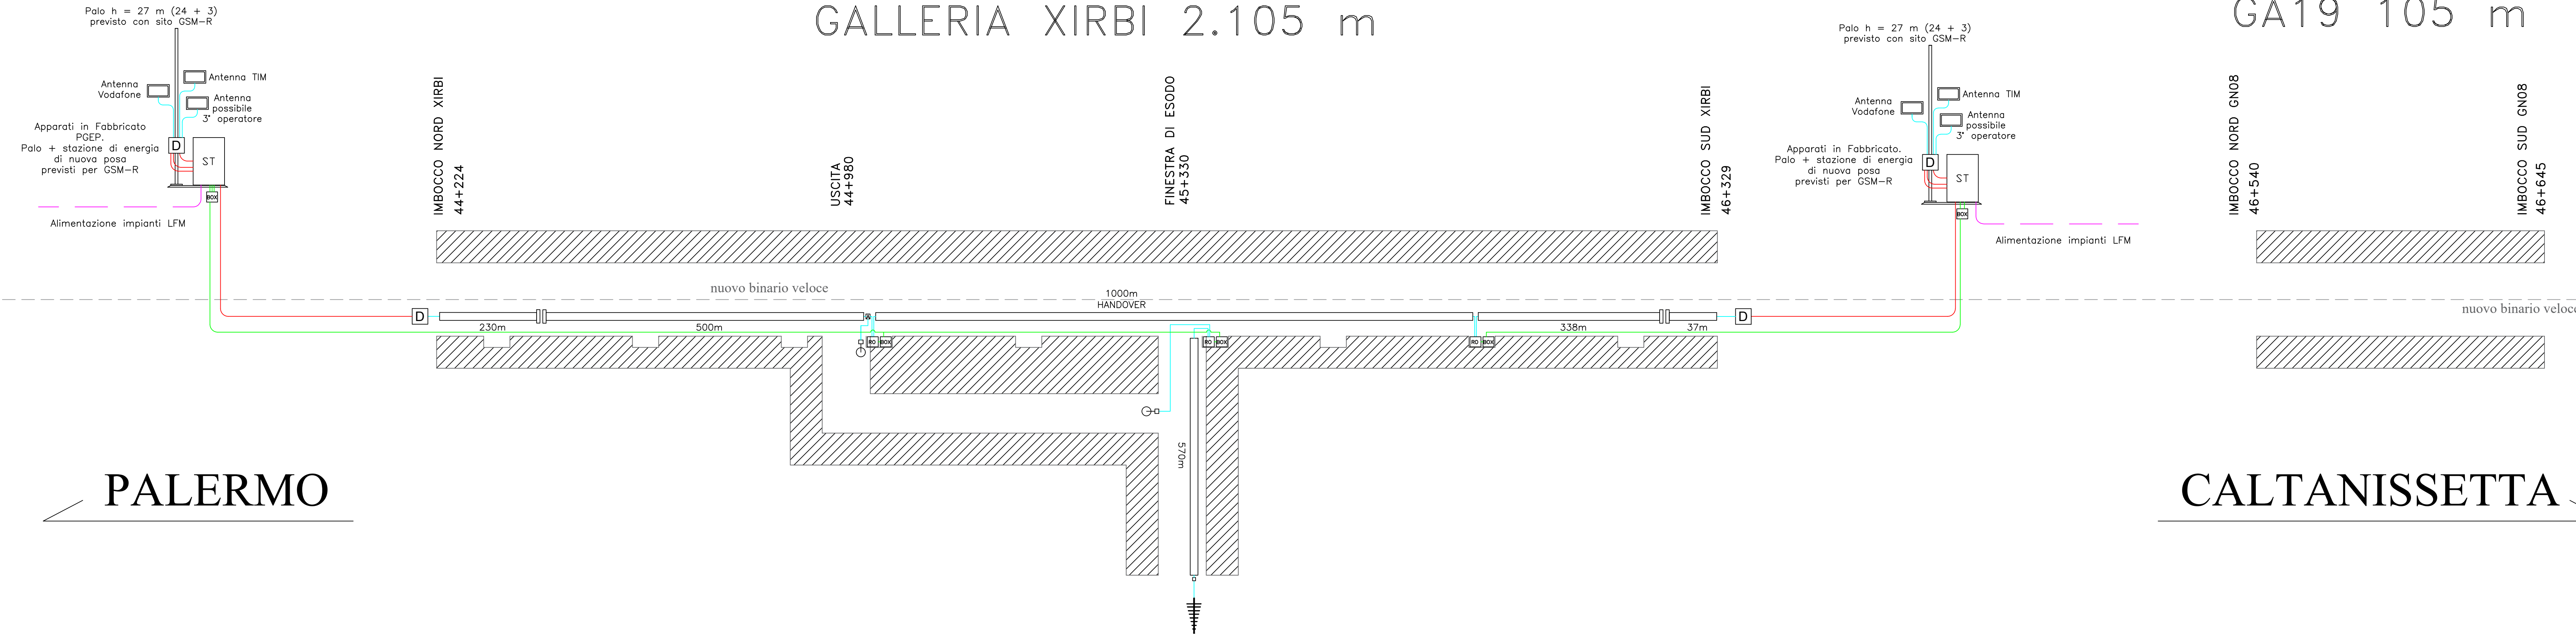 GALLERIA XIRBI 2.105 m
GA19 105 m
Palo h = 27 m (24 + 3)
previsto con sito GSM-R
Antenna TIM
Antenna
Vodafone
Antenna
possibile
3° operatore
Apparati in Fabbricato
PGEP.
Palo + stazione di energia
di nuova posa
previsti per GSM-R
D
ST
BOX
Alimentazione impianti LFM
IMBOCCO NORD XIRBI
44+224
USCITA
44+980
FINESTRA DI ESODO
45+330
IMBOCCO SUD XIRBI
46+329
Palo h = 27 m (24 + 3)
previsto con sito GSM-R
Antenna TIM
Antenna
Vodafone
Antenna
possibile
3° operatore
Apparati in Fabbricato.
Palo + stazione di energia
di nuova posa
previsti per GSM-R
D
ST
BOX
Alimentazione impianti LFM
IMBOCCO NORD GN08
46+540
IMBOCCO SUD GN08
46+645
nuovo binario veloce
1000m
HANDOVER
nuovo binario veloce
D
230m
500m
338m
37m
D
RO BOX
RO BOX
RO BOX
570m
PALERMO
CALTANISSETTA